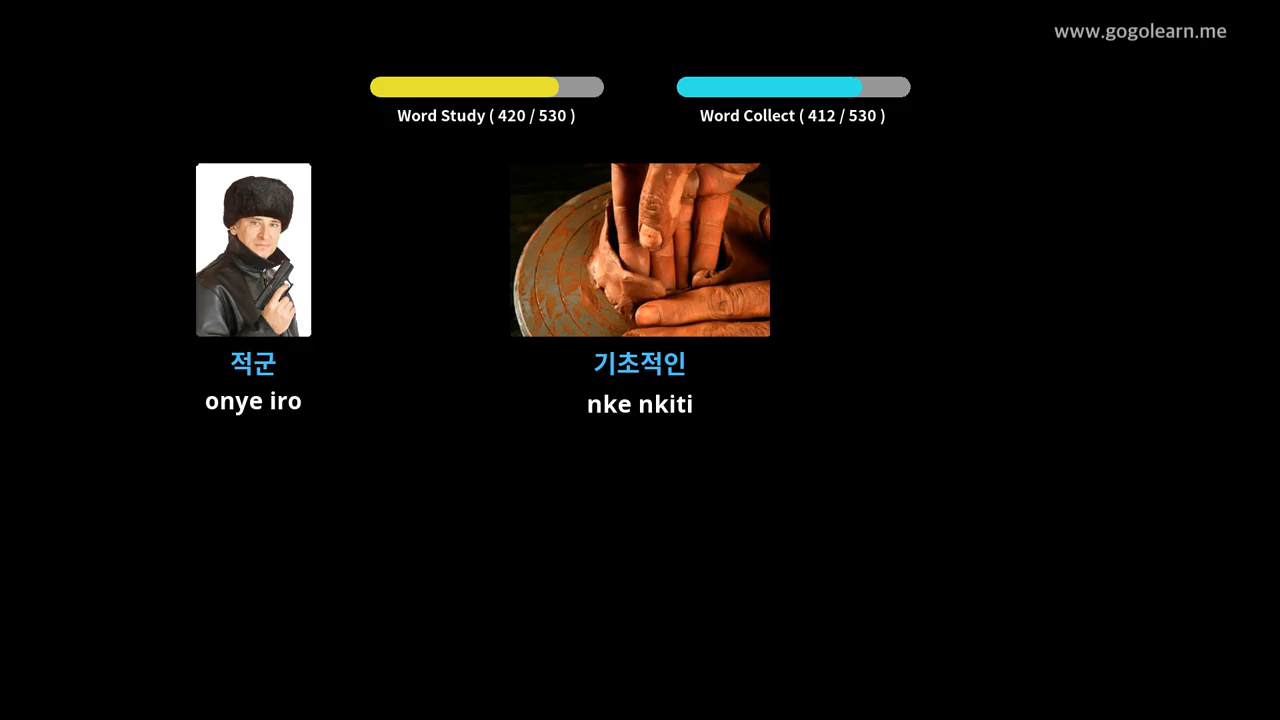 www.gogolearn.me
Word Study ( 420 / 530 )
Word Collect ( 412 / 530 )
적군
onye iro
기초적인
nke nkiti